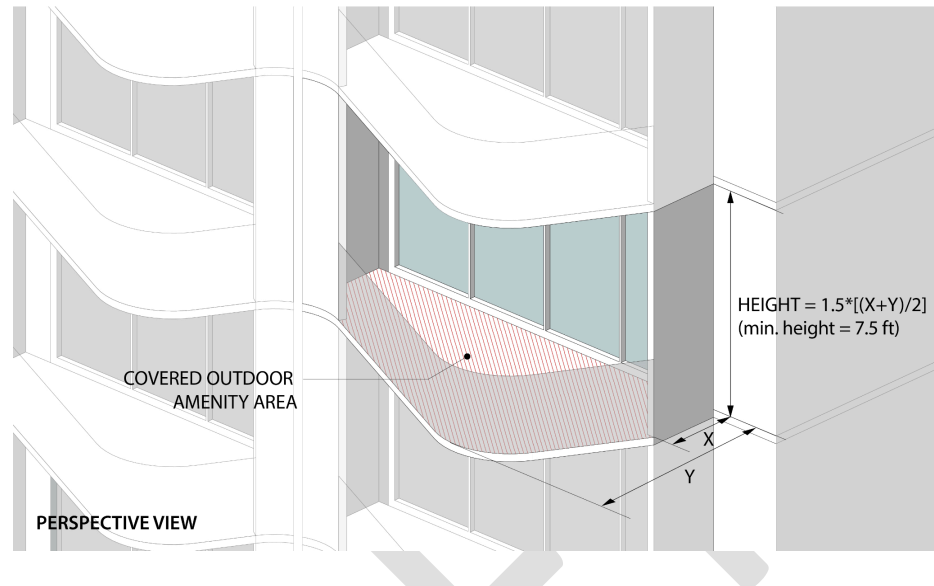 HEIGHT = 1.5*[(X+Y)/2]
(min. height = 7.5 ft)
COVERED OUTDOOR
AMENITY AREA
X
Y
PERSPECTIVE VIEW